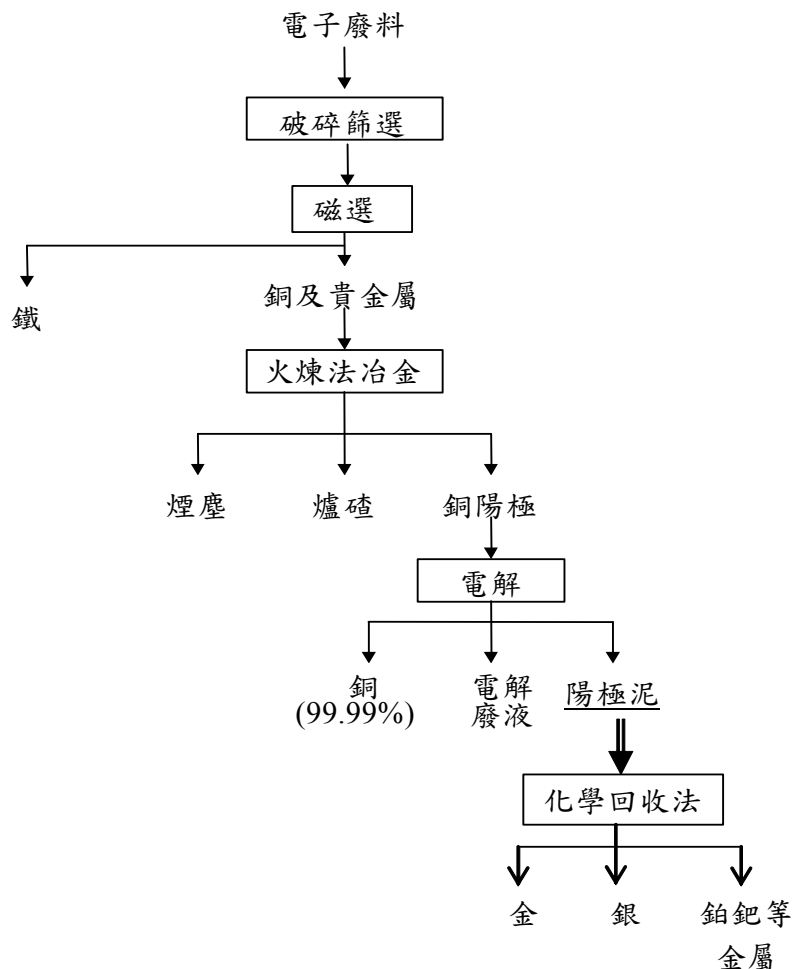 電子廢料
破碎篩選
磁選
鐵
銅及貴金屬
火煉法冶金
煙塵
爐碴
銅陽極
電解
銅
(99.99%)
電解
廢液
陽極泥
化學回收法
金
銀
鉑鈀等
金屬